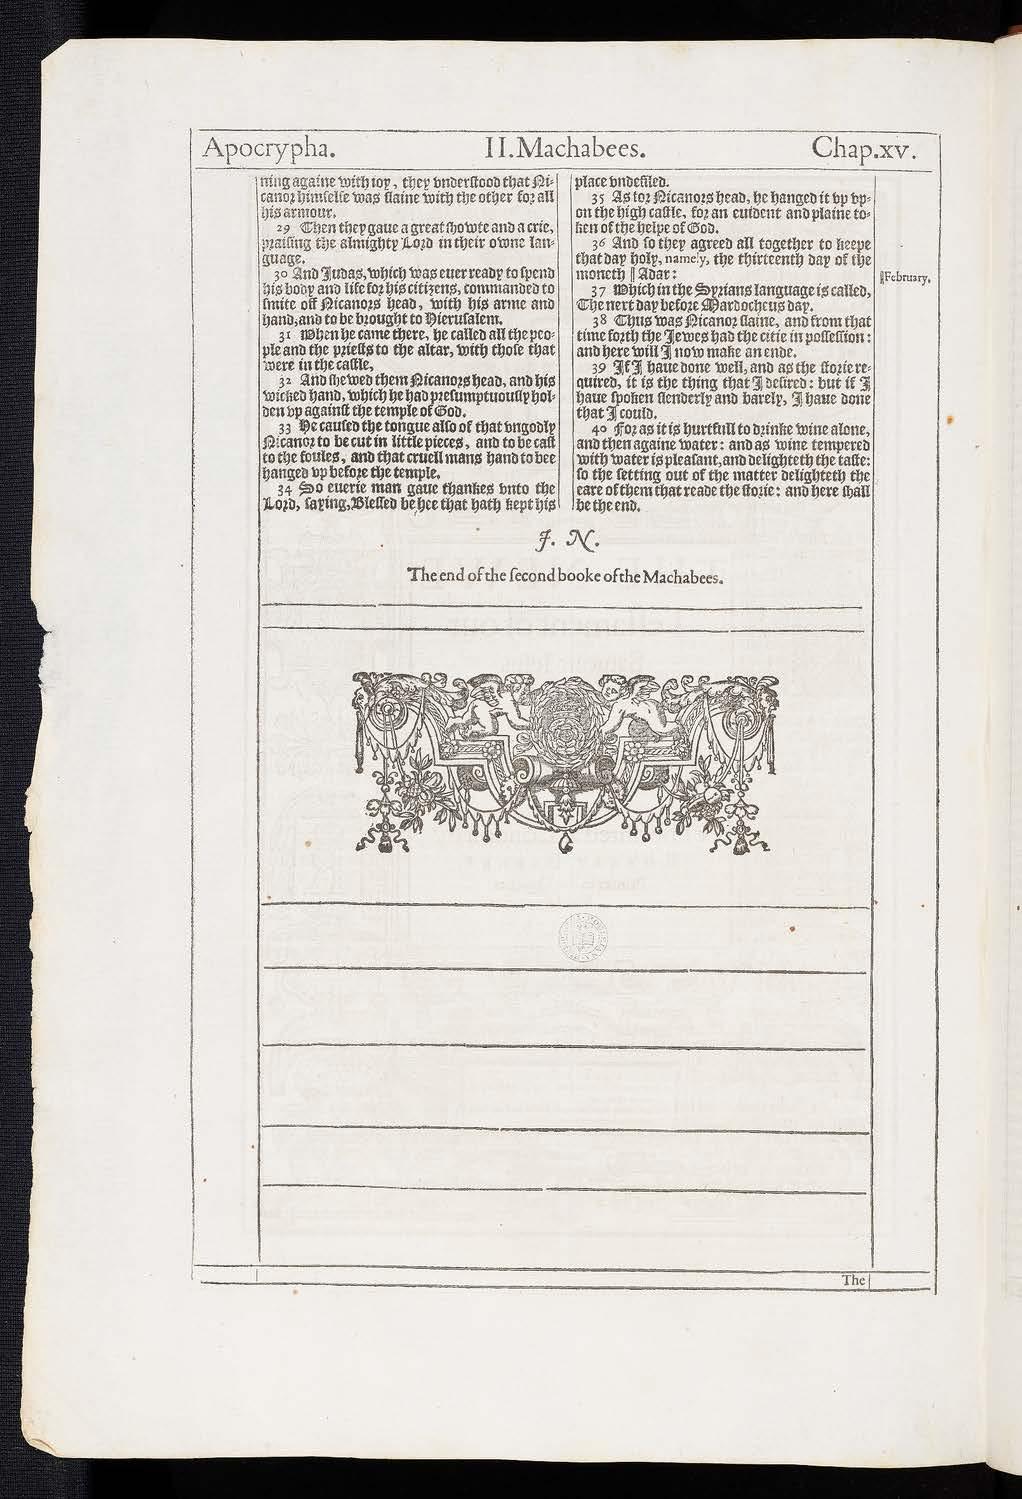 Apocrypha. II.Machabees. Chap.xv.
ning againe with ioy, they vnderstood that Ni-
canor himselfe was slaine with the other for all
his armour.
29 Then they gaue a great showte and a crie,
praising the almighty Lord in their owne lan-
guage.
30 And Judas, which was euer ready to spend
his body and life for his citizens, commanded to
smite off Nicanors head, with his arme and
hand, and to be brought to Hierusalem.
31 When he came there, he called all the peo-
ple and the priests to the altar, with those that
were in the castle,
32 And shewed them Nicanors head, and his
wicked hand, which he had presumptuously hol-
den vp against the temple of God.
33 He caused the tongue also of that vngodly
Nicanor to be cut in little pieces, and to be cast
to the foules, and that cruell mans hand to bee
hanged vp before the temple.
34 So euerie man gaue thankes vnto the
Lord, saying, Blessed be hee that hath kept his
place vndefiled.
35 As for Nicanors head, he hanged it vp vp-
on the high castle, for an euident and plaine to-
ken of the helpe of God.
36 And so they agreed all together to keepe
that day holy, namely, the thirteenth day of the
moneth ‖ Adar:
37 Which in the Syrians language is called,
The next day before Mardocheus day.
38 Thus was Nicanor slaine, and from that
time forth the Jewes had the citie in possession:
and here will I now make an ende.
39 If I haue done well, and as the storie re-
quired, it is the thing that I desired: but if I
haue spoken slenderly and barely, I haue done
that I could.
40 For as it is hurtfull to drinke wine alone,
and then againe water: and as wine tempered
with water is pleasant, and delighteth the taste:
so the setting out of the matter delighteth the
eare of them that reade the storie: and here shall
be the end.
‖February.
J. N.
The end of the second booke of the Machabees.
The